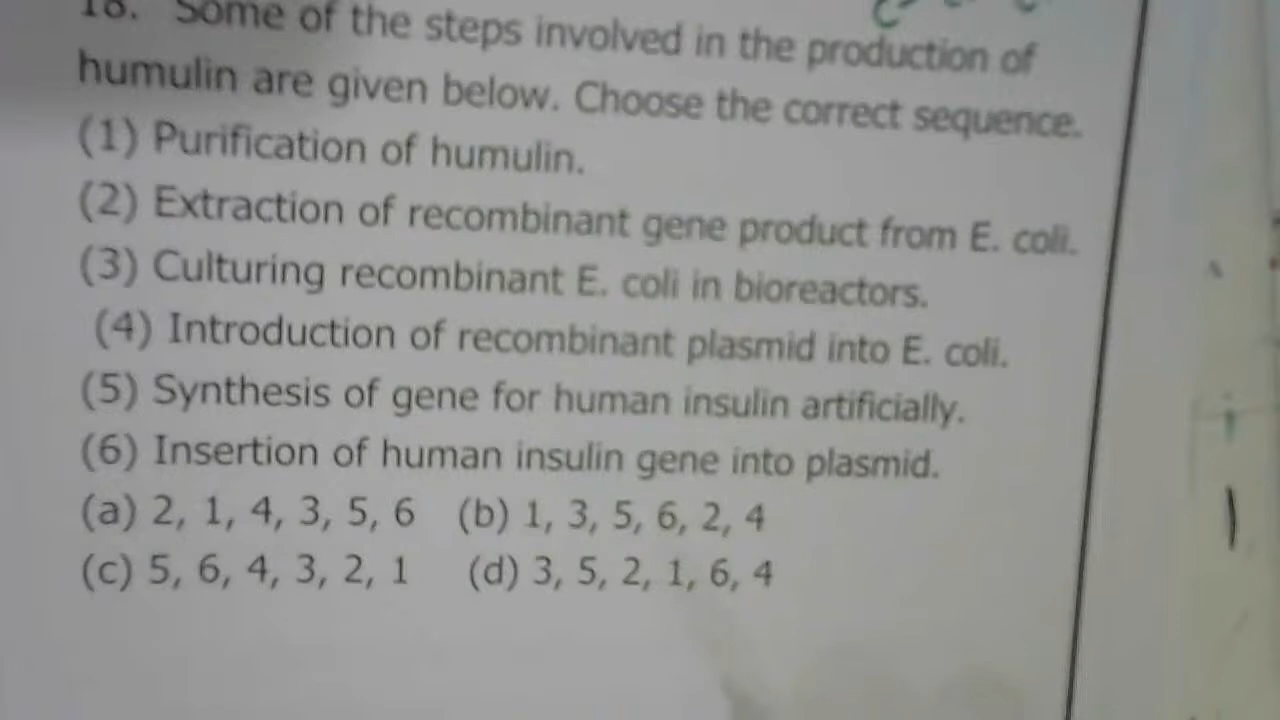 18. Some of the steps involved in the production of
humulin are given below. Choose the correct sequence.
(1) Purification of humulin.
(2) Extraction of recombinant gene product from E. coli.
(3) Culturing recombinant E. coli in bioreactors.
(4) Introduction of recombinant plasmid into E. coli.
(5) Synthesis of gene for human insulin artificially.
(6) Insertion of human insulin gene into plasmid.
(a) 2, 1, 4, 3, 5, 6 (b) 1, 3, 5, 6, 2, 4
(c) 5, 6, 4, 3, 2, 1 (d) 3, 5, 2, 1, 6, 4